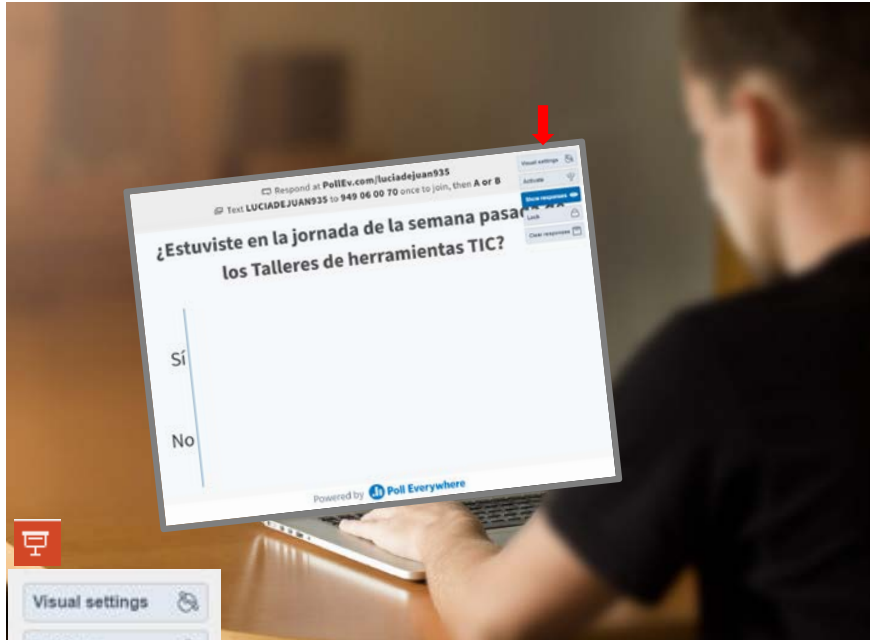 Respond at PollEv.com/luciadejuan935
Text LUCIADEJUAN935 to 949 06 00 70 once to join, then A or B
Visual settings
Activate
Show responses
Lock
Clear responses
¿Estuviste en la jornada de la semana pasada
los Talleres de herramientas TIC?
Sí
No
Powered by Poll Everywhere
Visual settings